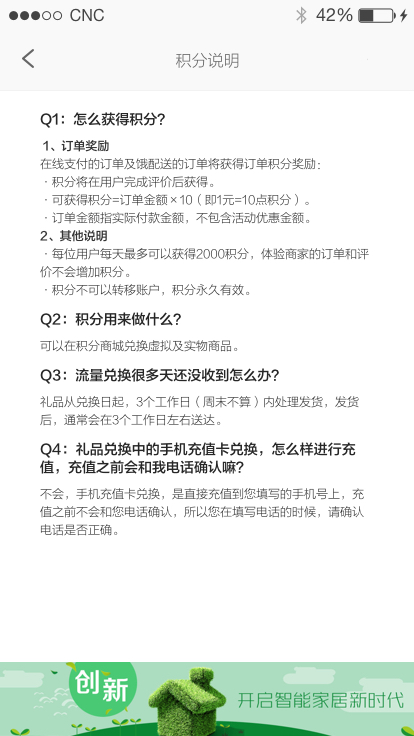 CNC 42%
积分说明
Q1：怎么获得积分？
1、订单奖励
在线支付的订单及饿配送的订单将获得订单积分奖励：
·积分将在用户完成评价后获得。
·可获得积分=订单金额×10（即1元=10点积分）。
·订单金额指实际付款金额，不包含活动优惠金额。
2、其他说明
·每位用户每天最多可以获得2000积分，体验商家的订单和评
价不会增加积分。
·积分不可以转移账户，积分永久有效。
Q2：积分用来做什么？
可以在积分商城兑换虚拟及实物商品。
Q3：流量兑换很多天还没收到怎么办？
礼品从兑换日起，3个工作日（周末不算）内处理发货，发货
后，通常会在3个工作日左右送达。
Q4：礼品兑换中的手机充值卡兑换，怎么样进行充
值，充值之前会和我电话确认嘛？
不会，手机充值卡兑换，是直接充值到您填写的手机号上，充
值之前不会和您电话确认，所以您在填写电话的时候，请确认
电话是否正确。
创新
开启智能家居新时代